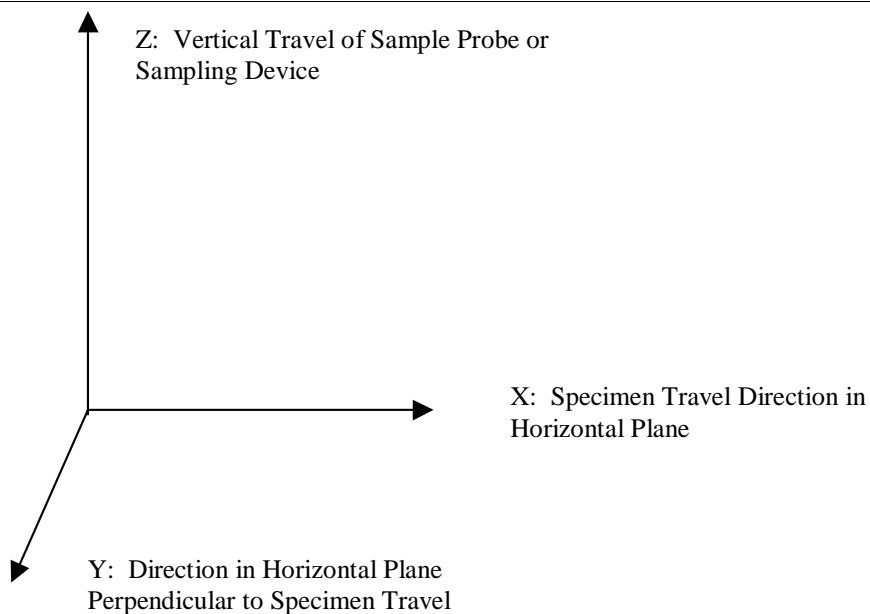 Z: Vertical Travel of Sample Probe or
Sampling Device
X: Specimen Travel Direction in
Horizontal Plane
Y: Direction in Horizontal Plane
Perpendicular to Specimen Travel